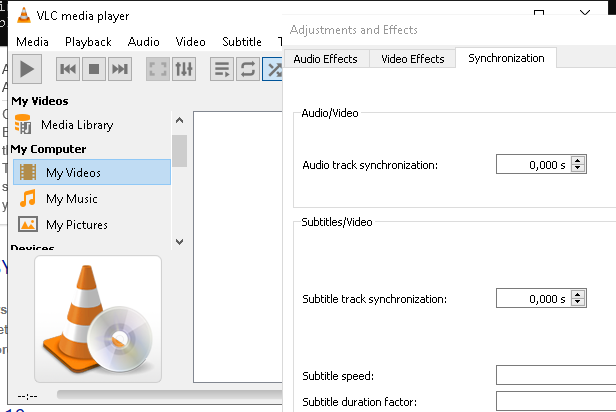 VLC media player
Adjustments and Effects
Media Playback Audio Video Subtitle
Audio Effects Video Effects Synchronization
My Videos
Media Library
My Computer
My Videos
My Music
My Pictures
Devices
Audio/Video
Audio track synchronization: 0,000 s
Subtitles/Video
Subtitle track synchronization: 0,000 s
Subtitle speed:
Subtitle duration factor:
--:--